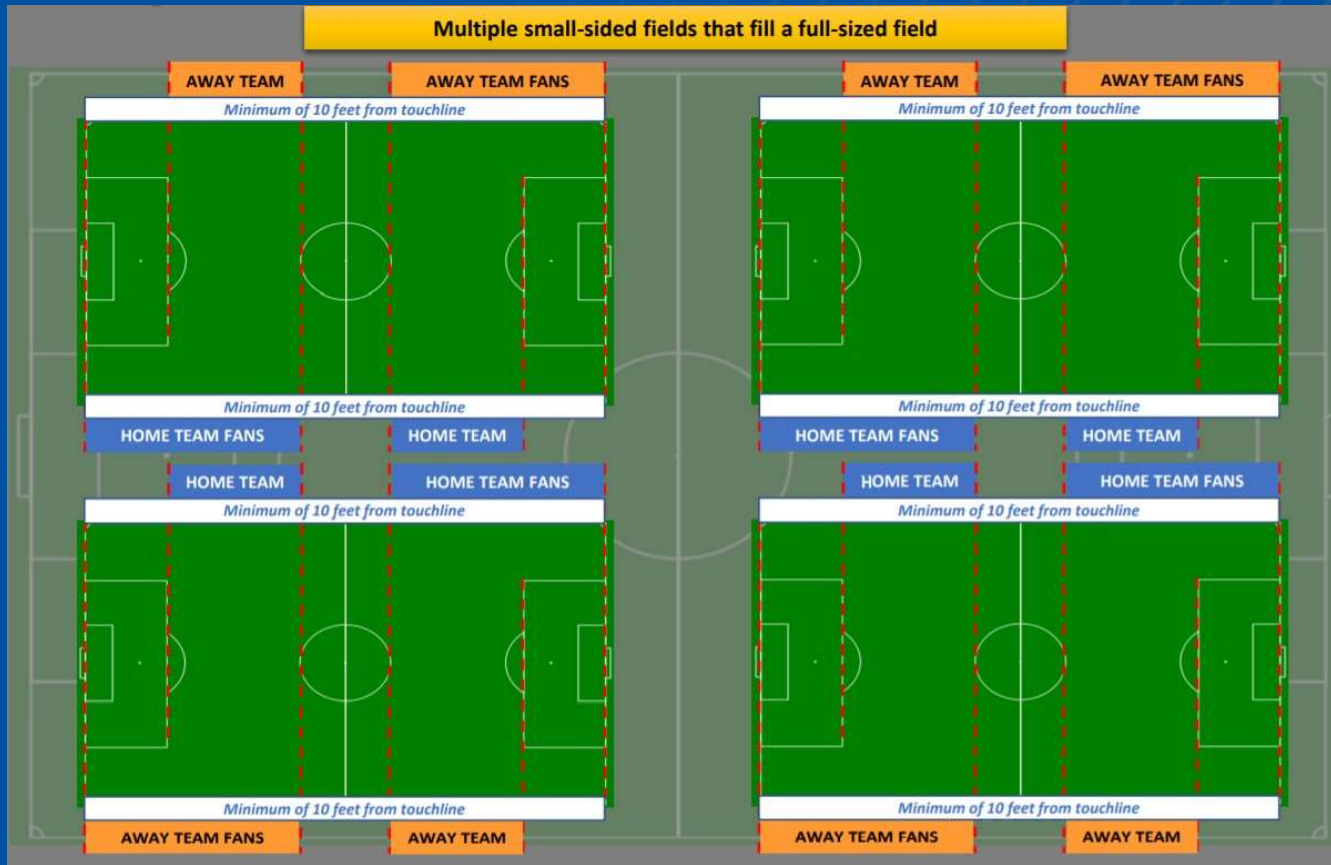 Multiple small-sided fields that fill a full-sized field
AWAY TEAM AWAY TEAM FANS AWAY TEAM AWAY TEAM FANS
Minimum of 10 feet from touchline Minimum of 10 feet from touchline
Minimum of 10 feet from touchline Minimum of 10 feet from touchline
HOME TEAM FANS HOME TEAM HOME TEAM FANS HOME TEAM
HOME TEAM HOME TEAM FANS HOME TEAM HOME TEAM FANS
Minimum of 10 feet from touchline Minimum of 10 feet from touchline
Minimum of 10 feet from touchline Minimum of 10 feet from touchline
AWAY TEAM FANS AWAY TEAM AWAY TEAM FANS AWAY TEAM